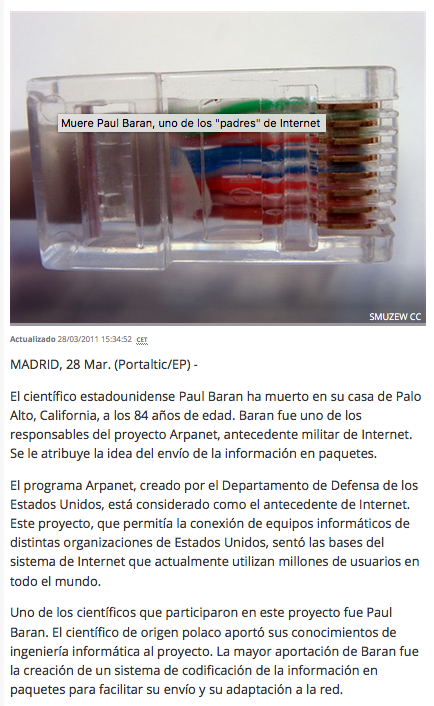 Muere Paul Baran, uno de los "padres" de Internet
SMUZEW CC
Actualizado 28/03/2011 15:34:52 CET
MADRID, 28 Mar. (Portaltic/EP) -
El científico estadounidense Paul Baran ha muerto en su casa de Palo
Alto, California, a los 84 años de edad. Baran fue uno de los
responsables del proyecto Arpanet, antecedente militar de Internet.
Se le atribuye la idea del envío de la información en paquetes.
El programa Arpanet, creado por el Departamento de Defensa de los
Estados Unidos, está considerado como el antecedente de Internet.
Este proyecto, que permitía la conexión de equipos informáticos de
distintas organizaciones de Estados Unidos, sentó las bases del
sistema de Internet que actualmente utilizan millones de usuarios en
todo el mundo.
Uno de los científicos que participaron en este proyecto fue Paul
Baran. El científico de origen polaco aportó sus conocimientos de
ingeniería informática al proyecto. La mayor aportación de Baran fue
la creación de un sistema de codificación de la información en
paquetes para facilitar su envío y su adaptación a la red.